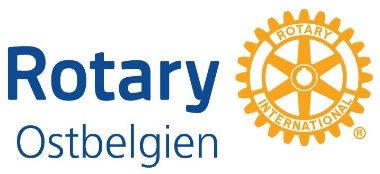 Rotary
Ostbelgien
ROTARY
INTERNATIONAL
®